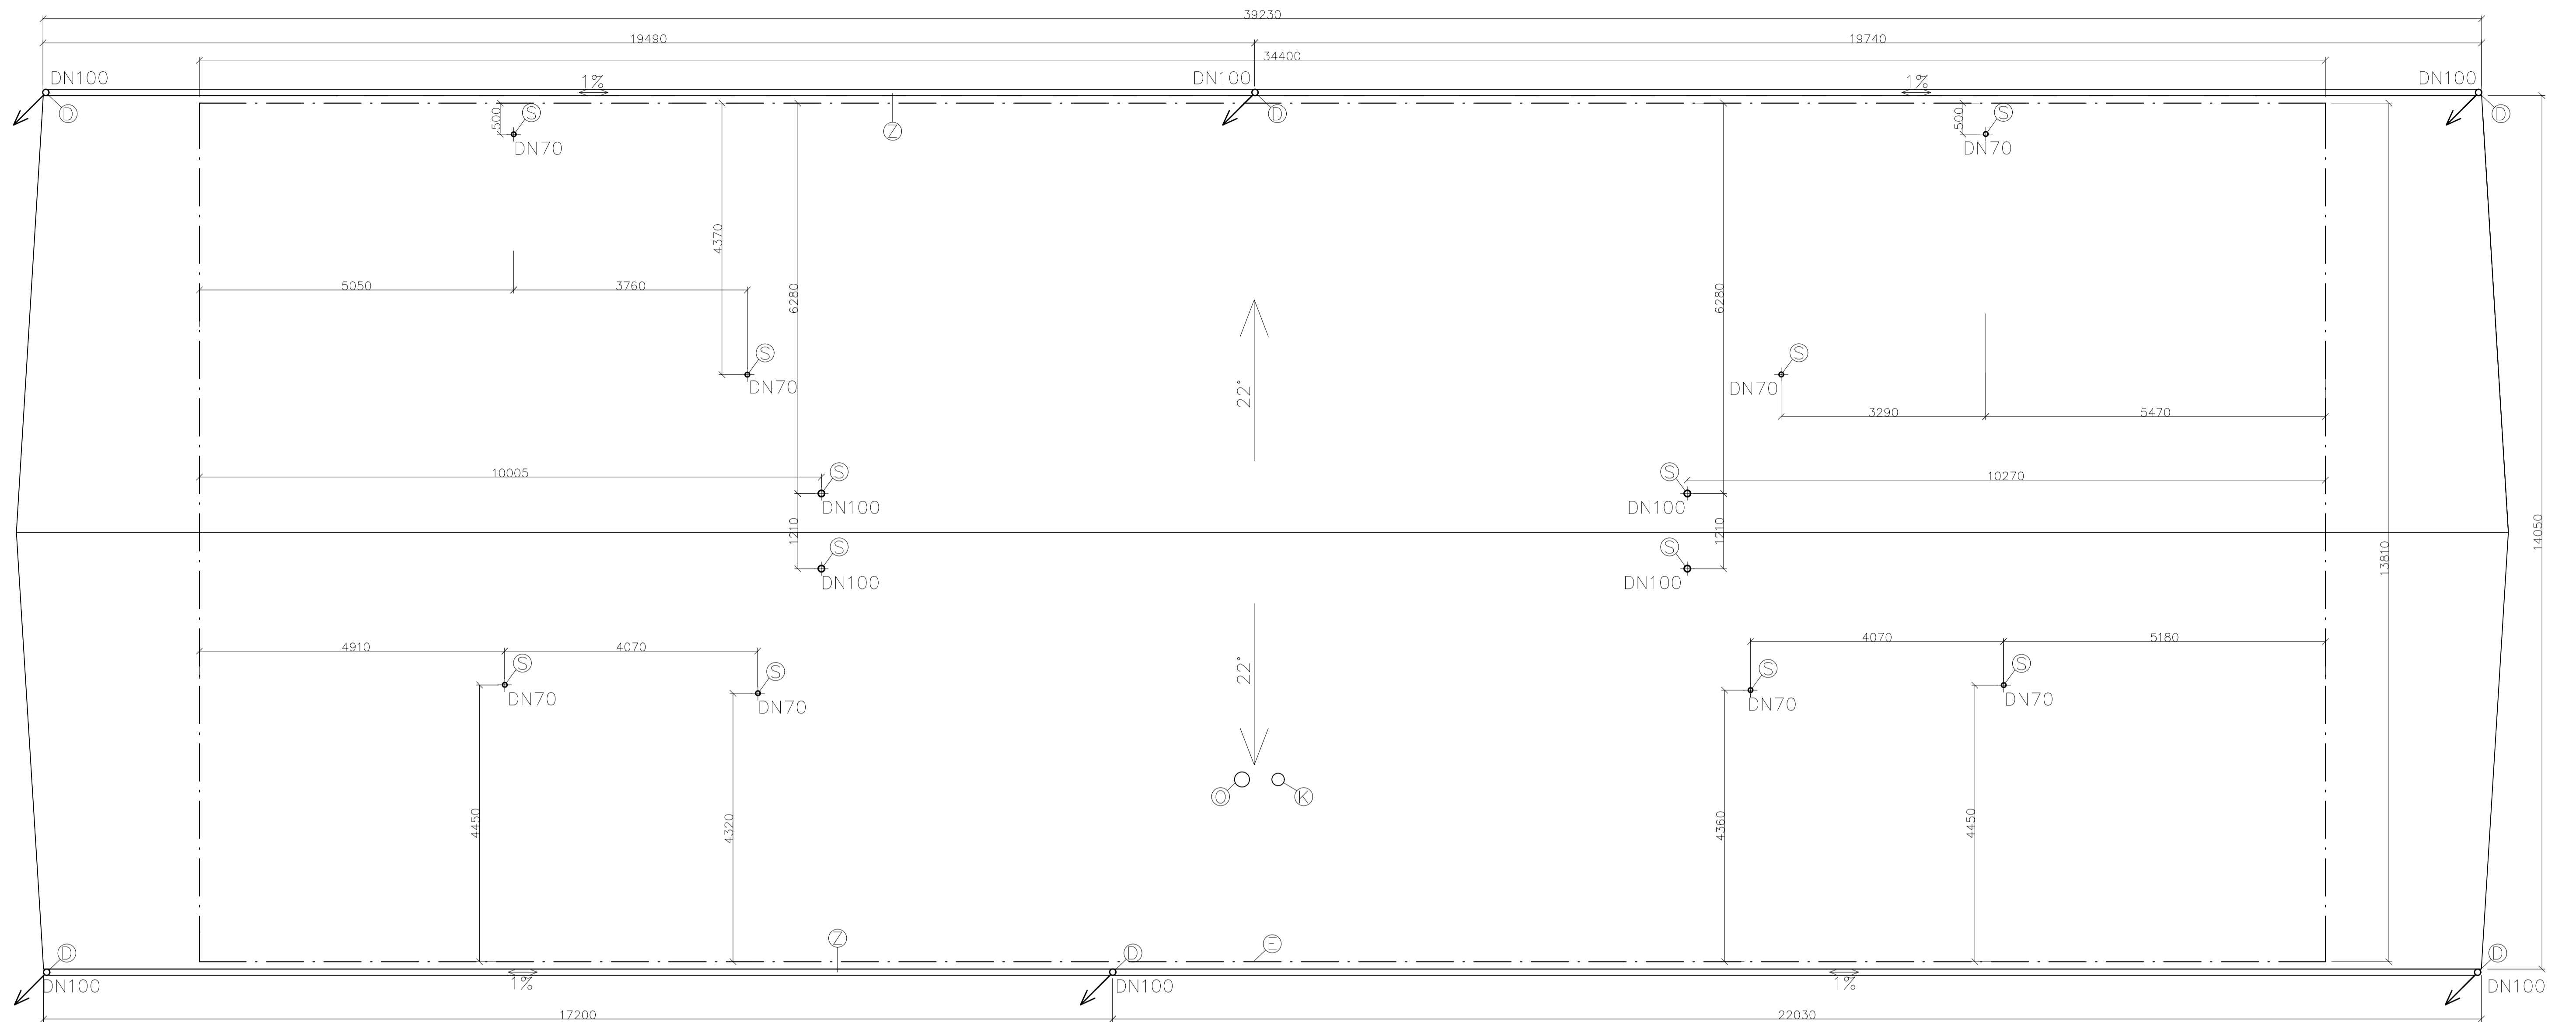 39230
19490
19740
34400
DN100
1%
DN100
1%
DN100
D
D
D
Z
500
S
DN70
500
S
DN70
4370
6280
6280
5050
3760
22°
S
DN70
S
DN70
3290
5470
10005
10270
S
DN100
S
DN100
1210
1210
S
DN100
S
DN100
13810
14050
4910
4070
4070
5180
S
DN70
S
DN70
S
DN70
S
DN70
22°
4450
4320
4360
4450
O
K
D
Z
D
E
D
DN100
1%
DN100
1%
DN100
17200
22030